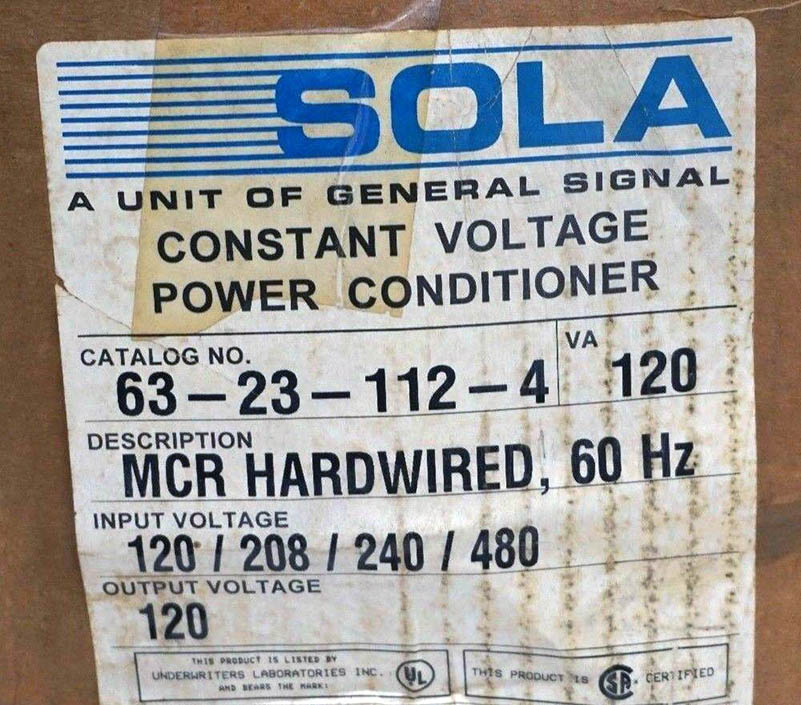 SOLA
A UNIT OF GENERAL SIGNAL
CONSTANT VOLTAGE
POWER CONDITIONER
CATALOG NO.
63-23-112-4
VA
120
DESCRIPTION
MCR HARDWIRED, 60 Hz
INPUT VOLTAGE
120 / 208 / 240 / 480
OUTPUT VOLTAGE
120
THIS PRODUCT IS LISTED BY
UNDERWRITERS LABORATORIES INC.
AND BEARS THE MARK:
UL
THIS PRODUCT IS SA CERTIFIED